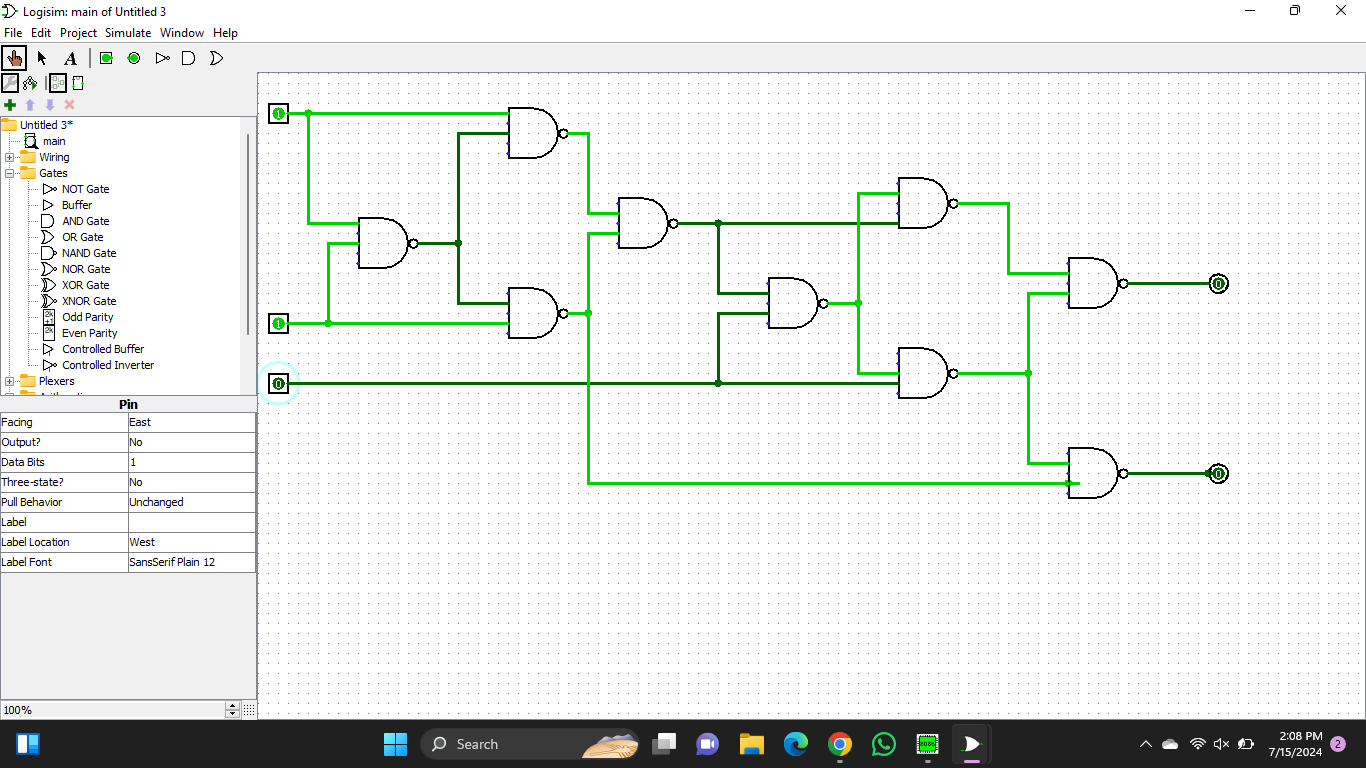 Logisim: main of Untitled 3
File Edit Project Simulate Window Help
A
Untitled 3*
main
Wiring
Gates
NOT Gate
Buffer
AND Gate
OR Gate
NAND Gate
NOR Gate
XOR Gate
XNOR Gate
Odd Parity
Even Parity
Controlled Buffer
Controlled Inverter
Plexers
Pin
Facing East
Output? No
Data Bits 1
Three-state? No
Pull Behavior Unchanged
Label
Label Location West
Label Font SansSerif Plain 12
100%
1
1
0
0
0
Search
8086
2:08 PM
7/15/2024
2